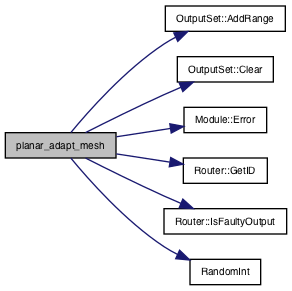 OutputSet::AddRange
OutputSet::Clear
Module::Error
planar_adapt_mesh
Router::GetID
Router::IsFaultyOutput
RandomInt